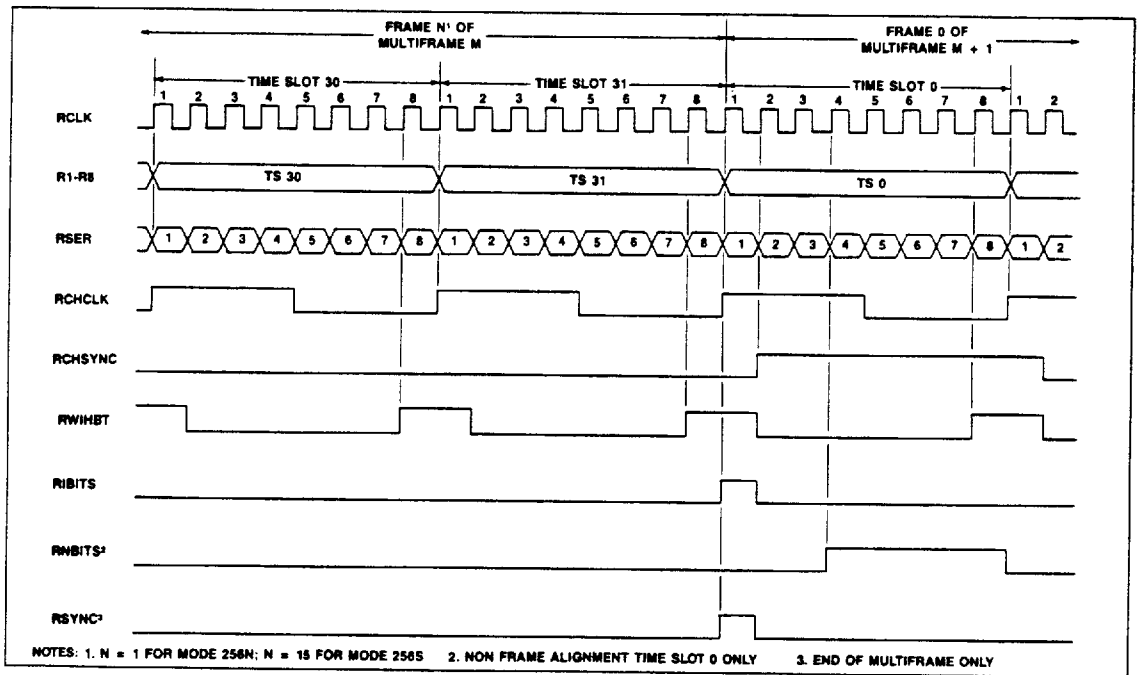 FRAME N¹ OF
MULTIFRAME M
FRAME 0 OF
MULTIFRAME M + 1
TIME SLOT 30
TIME SLOT 31
TIME SLOT 0
1 2 3 4 5 6 7 8 1 2 3 4 5 6 7 8 1 2 3 4 5 6 7 8 1 2
RCLK
R1-R8 TS 30 TS 31 TS 0
RSER 1 2 3 4 5 6 7 8 1 2 3 4 5 6 7 8 1 2 3 4 5 6 7 8 1 2
RCHCLK
RCHSYNC
RWIHBT
RIBITS
RNBITS²
RSYNC³
NOTES: 1. N = 1 FOR MODE 256N; N = 15 FOR MODE 256S 2. NON FRAME ALIGNMENT TIME SLOT 0 ONLY 3. END OF MULTIFRAME ONLY